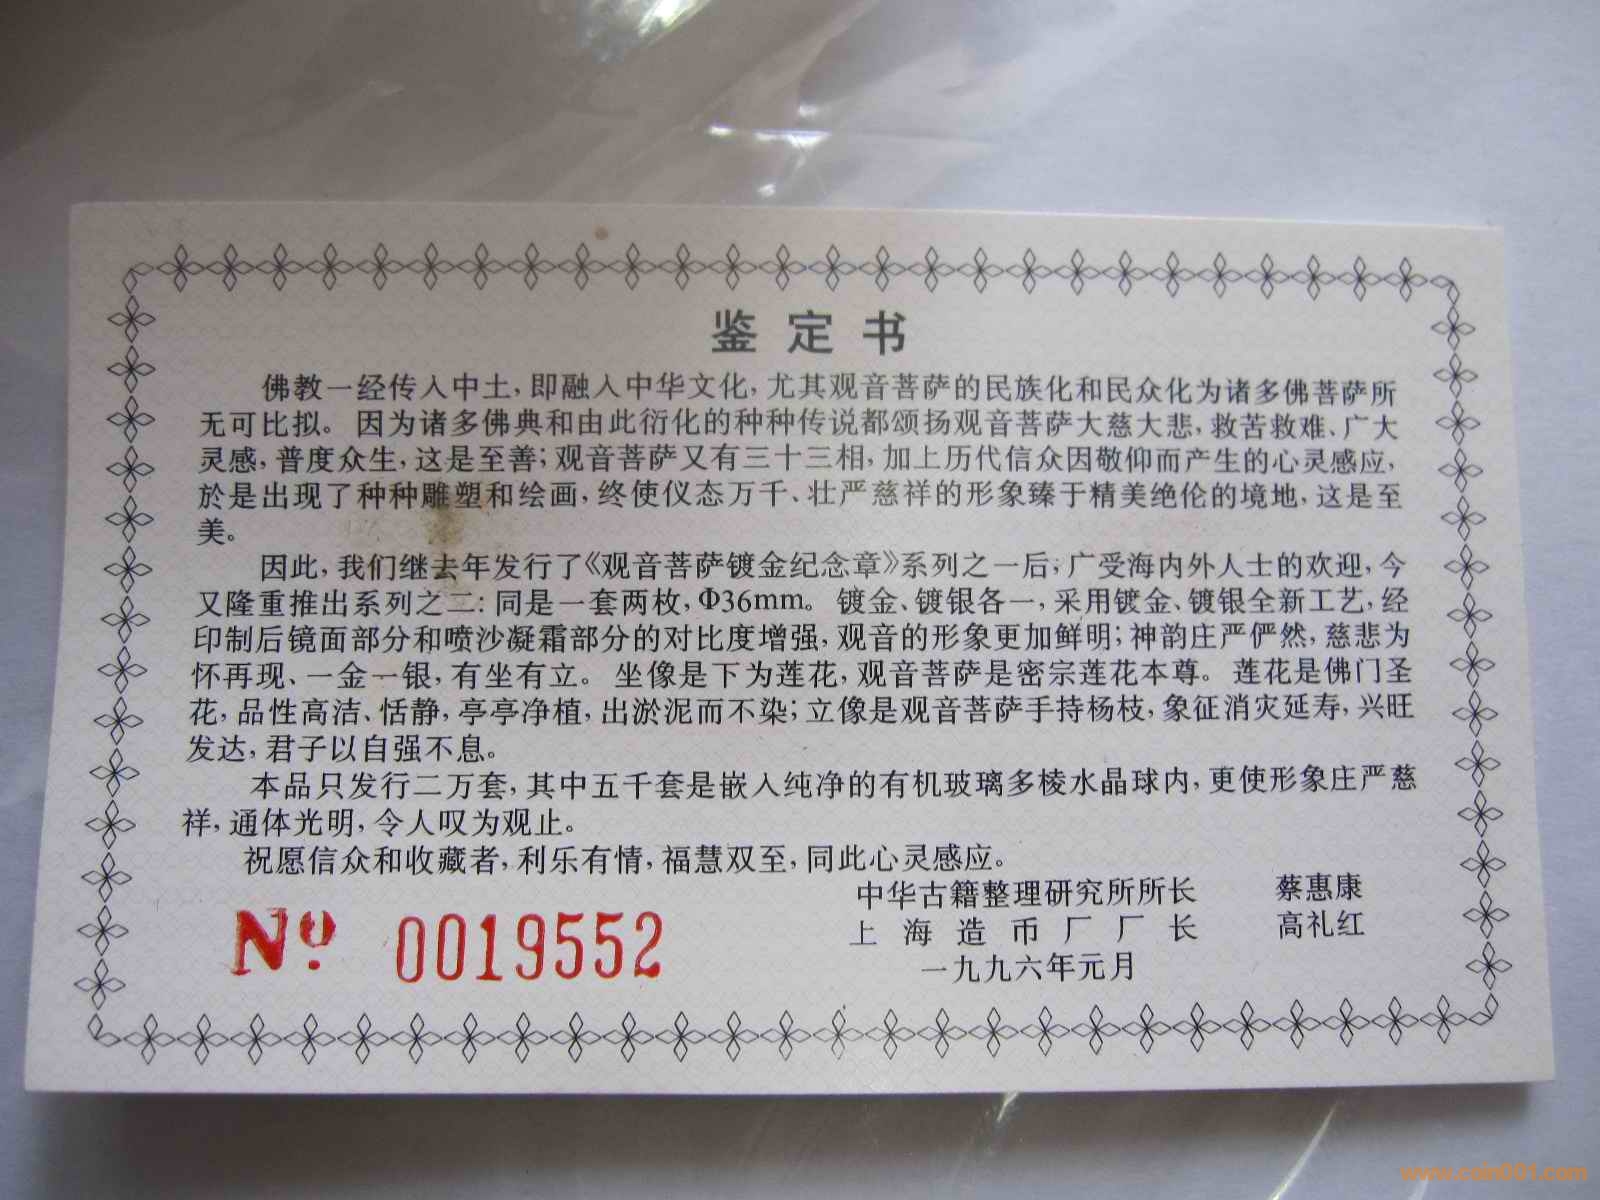 鉴定书
佛教一经传入中土,即融入中华文化,尤其观音菩萨的民族化和民众化为诸多佛菩萨所
无可比拟。因为诸多佛典和由此衍化的种种传说都颂扬观音菩萨大慈大悲,救苦救难、广大
灵感,普度众生,这是至善;观音菩萨又有三十三相,加上历代信众因敬仰而产生的心灵感应,
於是出现了种种雕塑和绘画,终使仪态万千、壮严慈祥的形象臻于精美绝伦的境地,这是至
美。
因此,我们继去年发行了《观音菩萨镀金纪念章》系列之一后,广受海内外人士的欢迎,今
又隆重推出系列之二:同是一套两枚,Φ36mm。镀金、镀银各一,采用镀金、镀银全新工艺,经
印制后镜面部分和喷沙凝霜部分的对比度增强,观音的形象更加鲜明;神韵庄严俨然,慈悲为
怀再现、一金一银,有坐有立。坐像是下为莲花,观音菩萨是密宗莲花本尊。莲花是佛门圣
花,品性高洁、恬静,亭亭净植,出淤泥而不染;立像是观音菩萨手持杨枝,象征消灾延寿,兴旺
发达,君子以自强不息。
本品只发行二万套,其中五千套是嵌入纯净的有机玻璃多棱水晶球内,更使形象庄严慈
祥,通体光明,令人叹为观止。
祝愿信众和收藏者,利乐有情,福慧双至,同此心灵感应。
中华古籍整理研究所所长 蔡惠康
上海造币厂厂长 高礼红
一九九六年元月
No 0019552
www.coin001.com